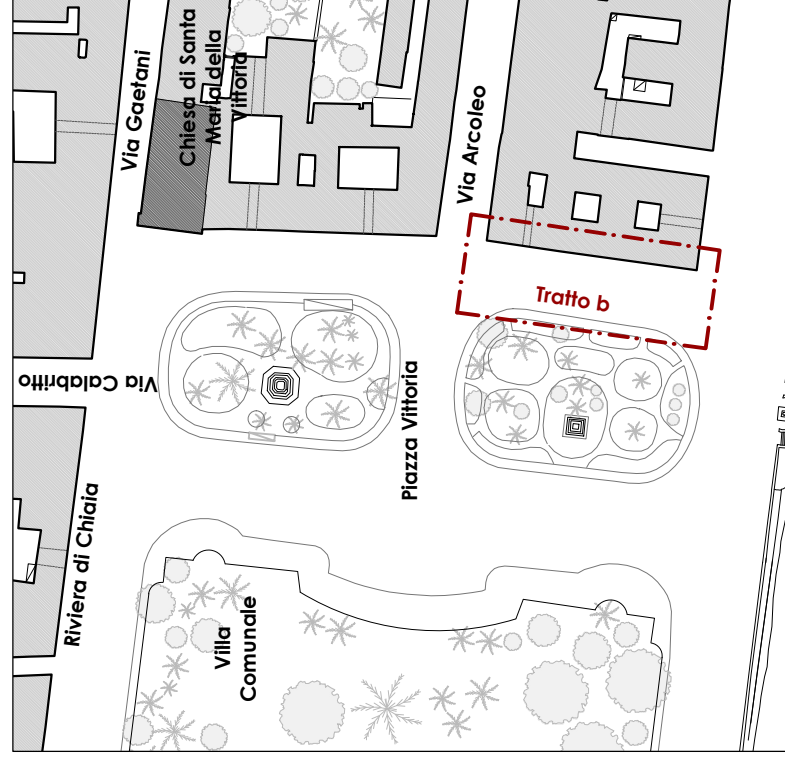 Via Gaetani
Chiesa di Santa
Maria della
Vittoria
Via Arcoleo
Tratto b
Via Calabritto
Piazza Vittoria
Riviera di Chiaia
Villa
Comunale